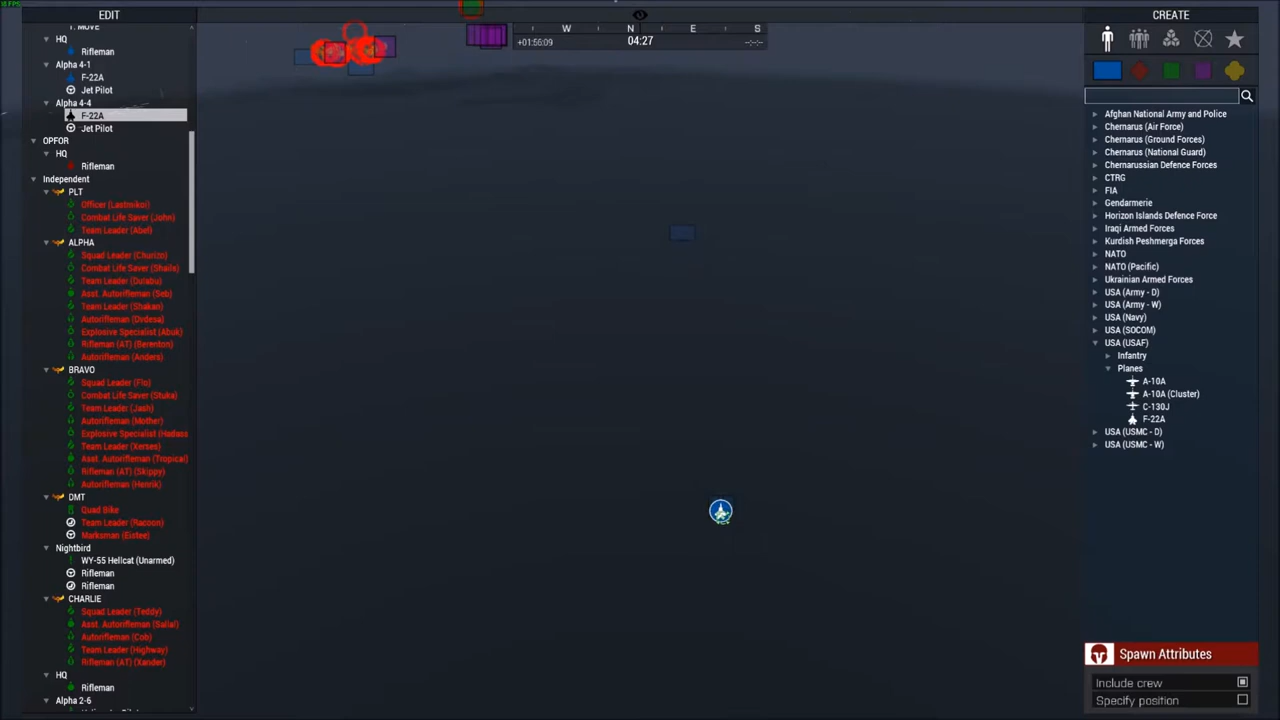 EDIT
1. MOVE
HQ
Rifleman
Alpha 4-1
F-22A
Jet Pilot
Alpha 4-4
F-22A
Jet Pilot
OPFOR
HQ
Rifleman
Independent
PLT
Officer (Lastmikoi)
Combat Life Saver (John)
Team Leader (Abel)
ALPHA
Squad Leader (Churizo)
Combat Life Saver (Shails)
Team Leader (Dulabu)
Asst. Autorifleman (Seb)
Team Leader (Shakan)
Autorifleman (Dvdesa)
Explosive Specialist (Abuk)
Rifleman (AT) (Berenton)
Autorifleman (Anders)
BRAVO
Squad Leader (Flo)
Combat Life Saver (Stuka)
Team Leader (Jash)
Autorifleman (Mother)
Explosive Specialist (Hadass
Team Leader (Xerxes)
Asst. Autorifleman (Tropical)
Rifleman (AT) (Skippy)
Autorifleman (Henrik)
DMT
Quad Bike
Team Leader (Racoon)
Marksman (Eistee)
Nightbird
WY-55 Hellcat (Unarmed)
Rifleman
Rifleman
CHARLIE
Squad Leader (Teddy)
Asst. Autorifleman (Sallal)
Autorifleman (Cob)
Team Leader (Highway)
Rifleman (AT) (Xander)
HQ
Rifleman
Alpha 2-6
W N E S
+01:56:09 04:27 --:--
CREATE
Afghan National Army and Police
Chernarus (Air Force)
Chernarus (Ground Forces)
Chernarus (National Guard)
Chernarussian Defence Forces
CTRG
FIA
Gendarmerie
Horizon Islands Defence Force
Iraqi Armed Forces
Kurdish Peshmerga Forces
NATO
NATO (Pacific)
Ukrainian Armed Forces
USA (Army - D)
USA (Army - W)
USA (Navy)
USA (SOCOM)
USA (USAF)
Infantry
Planes
A-10A
A-10A (Cluster)
C-130J
F-22A
USA (USMC - D)
USA (USMC - W)
Spawn Attributes
Include crew
Specify position